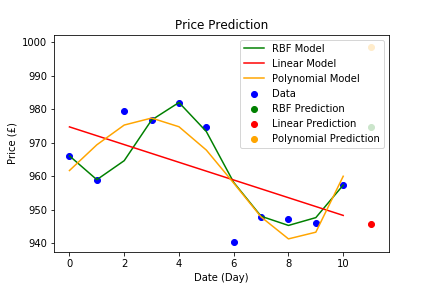 Price Prediction
Price (£)
1000
990
980
970
960
950
940
RBF Model
Linear Model
Polynomial Model
Data
RBF Prediction
Linear Prediction
Polynomial Prediction
0
2
4
6
8
10
Date (Day)